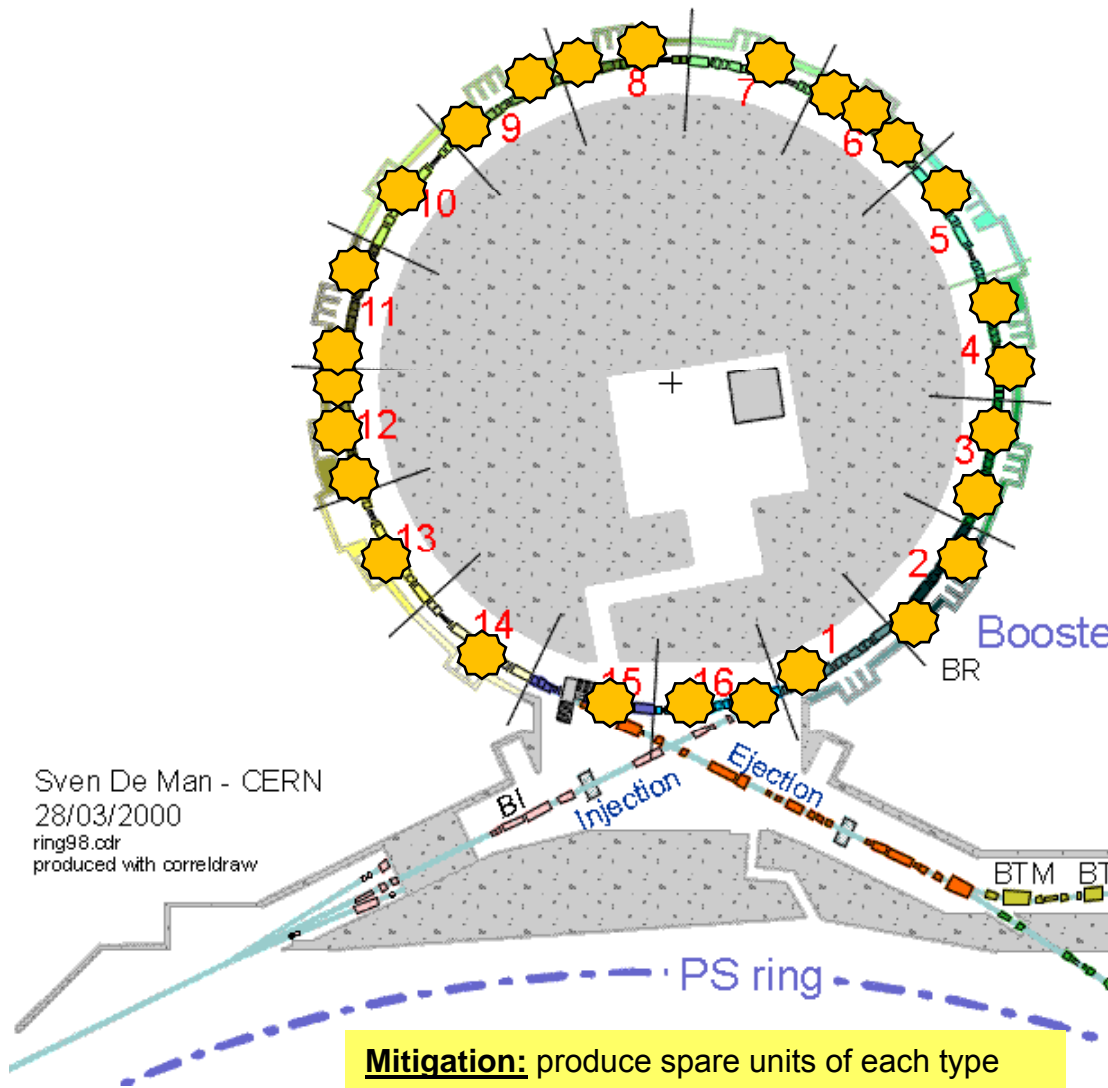 8
7
9
6
10
5
11
4
12
3
13
2
14
1
15
16
Booste
BR
Sven De Man - CERN
28/03/2000
ring98.cdr
produced with correldraw
BI
Injection
Ejection
BTM
BT
PS ring
Mitigation: produce spare units of each type